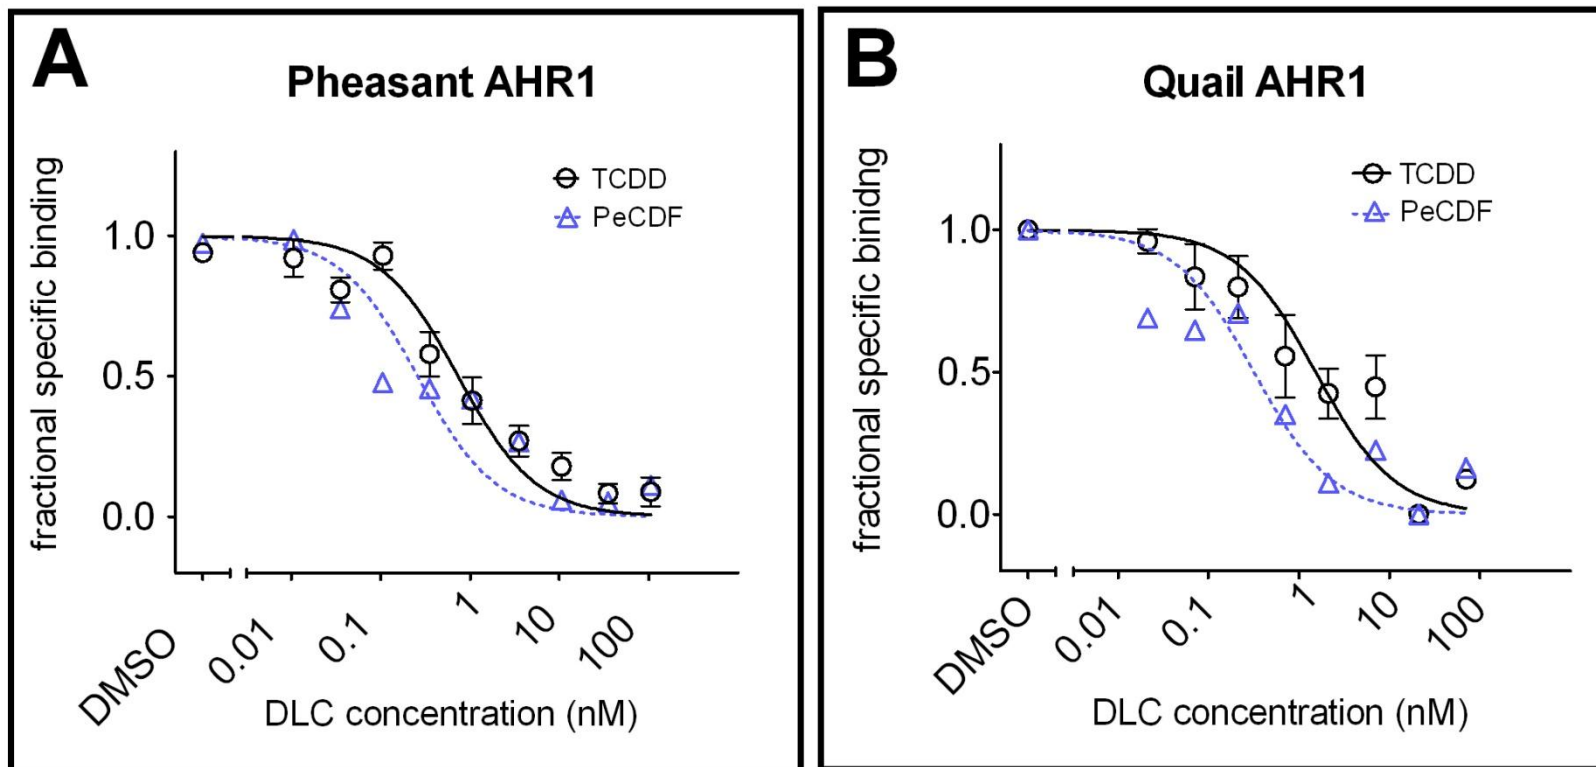 A
Pheasant AHR1
fractional specific binding
TCDD
PeCDF
1.0
0.5
0.0
DMSO
0.01
0.1
1
10
100
DLC concentration (nM)
B
Quail AHR1
fractional specific binidng
TCDD
PeCDF
1.0
0.5
0.0
DMSO
0.01
0.1
1
10
100
DLC concentration (nM)